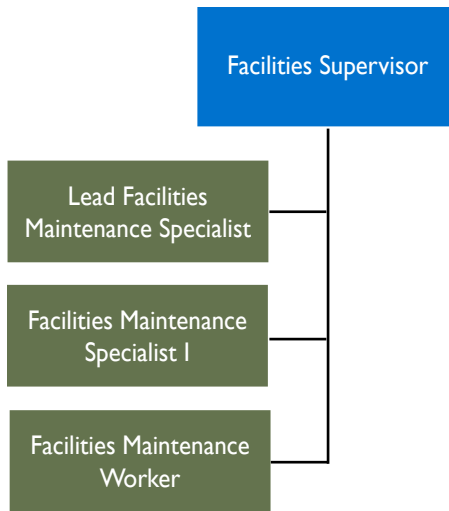 Facilities Supervisor
Lead Facilities
Maintenance Specialist
Facilities Maintenance
Specialist I
Facilities Maintenance
Worker